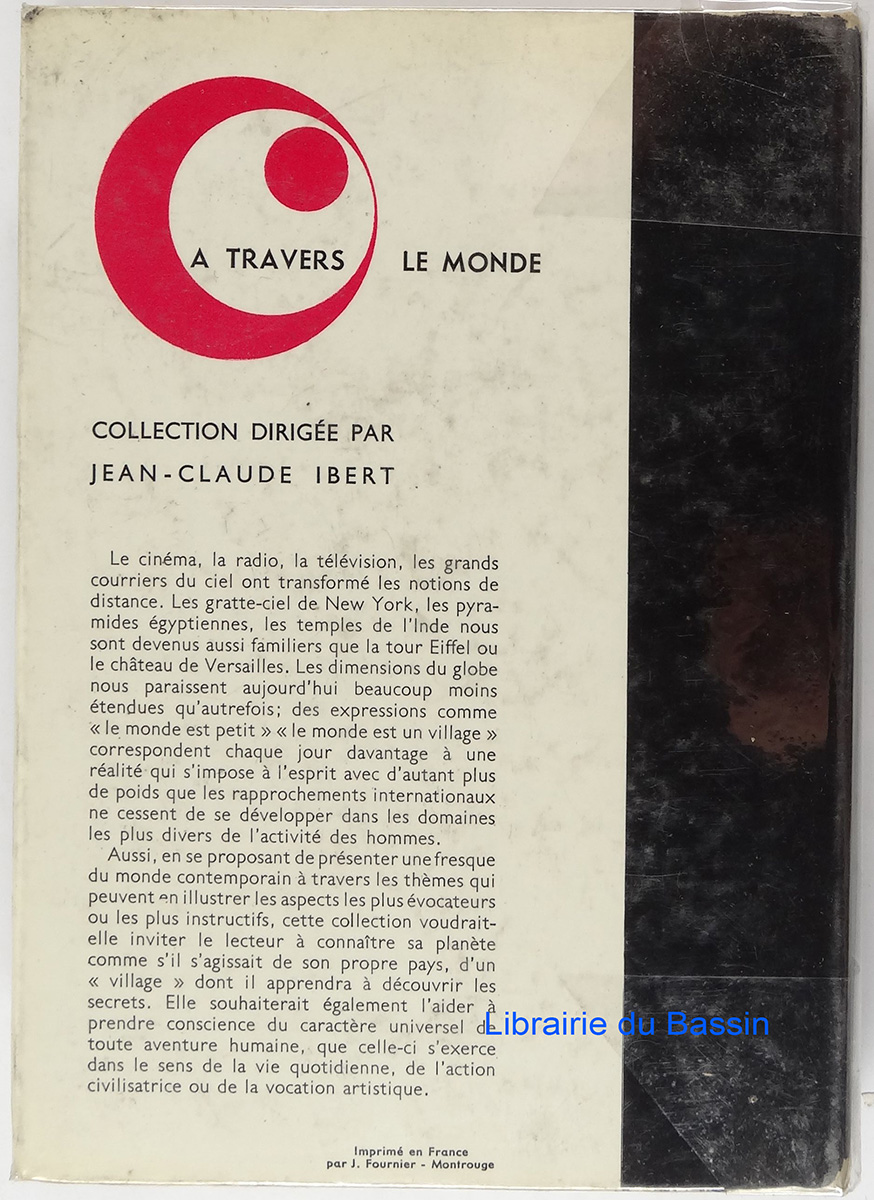 A TRAVERS LE MONDE
COLLECTION DIRIGÉE PAR
JEAN-CLAUDE IBERT
Le cinéma, la radio, la télévision, les grands
courriers du ciel ont transformé les notions de
distance. Les gratte-ciel de New York, les pyra-
mides égyptiennes, les temples de l'Inde nous
sont devenus aussi familiers que la tour Eiffel ou
le château de Versailles. Les dimensions du globe
nous paraissent aujourd'hui beaucoup moins
étendues qu'autrefois; des expressions comme
« le monde est petit » « le monde est un village »
correspondent chaque jour davantage à une
réalité qui s'impose à l'esprit avec d'autant plus
de poids que les rapprochements internationaux
ne cessent de se développer dans les domaines
les plus divers de l'activité des hommes.
Aussi, en se proposant de présenter une fresque
du monde contemporain à travers les thèmes qui
peuvent en illustrer les aspects les plus évocateurs
ou les plus instructifs, cette collection voudrait-
elle inviter le lecteur à connaître sa planète
comme s'il s'agissait de son propre pays, d'un
« village » dont il apprendra à découvrir les
secrets. Elle souhaiterait également l'aider à
prendre conscience du caractère universel de
toute aventure humaine, que celle-ci s'exerce
dans le sens de la vie quotidienne, de l'action
civilisatrice ou de la vocation artistique.
Librairie du Bassin
Imprimé en France
par J. Fournier - Montrouge